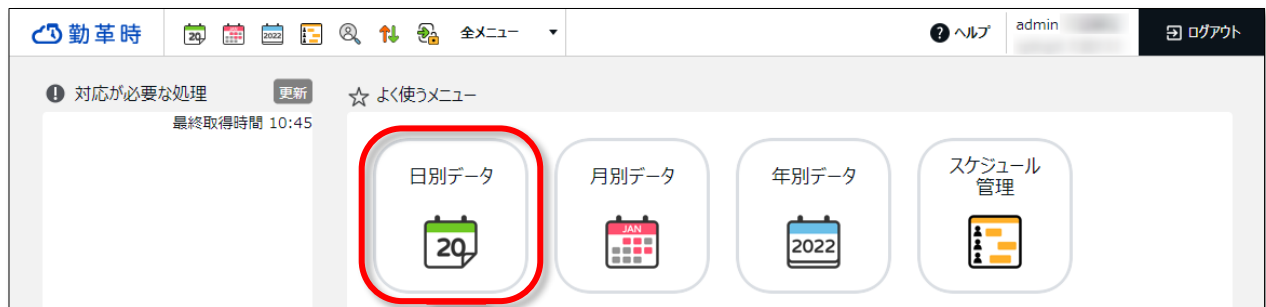 勤革時
20
2022
全メニュー
ヘルプ
admin
ログアウト
対応が必要な処理
更新
よく使うメニュー
最終取得時間 10:45
日別データ
月別データ
年別データ
スケジュール
管理
20
JAN
2022